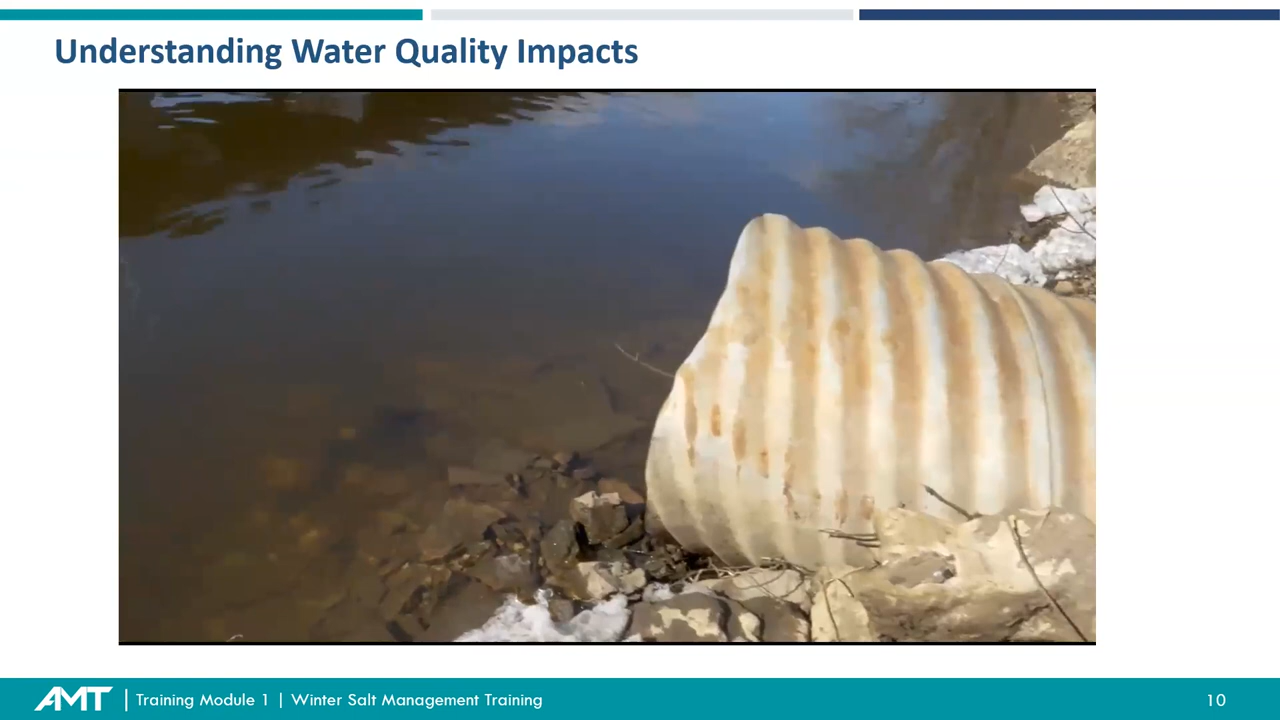 Understanding Water Quality Impacts
AMT | Training Module 1 | Winter Salt Management Training
10